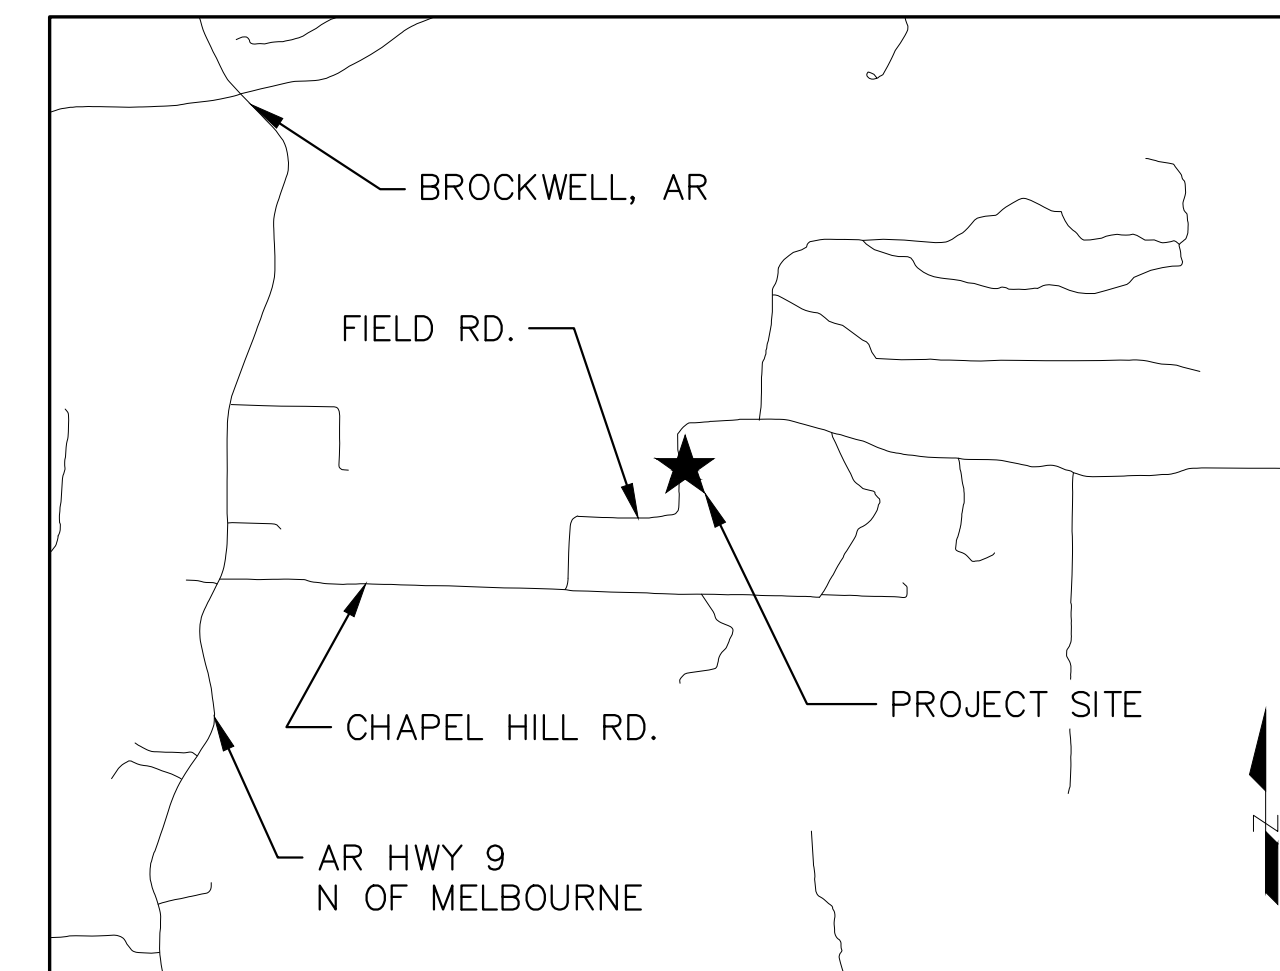 BROCKWELL, AR
FIELD RD.
PROJECT SITE
CHAPEL HILL RD.
AR HWY 9
N OF MELBOURNE
N